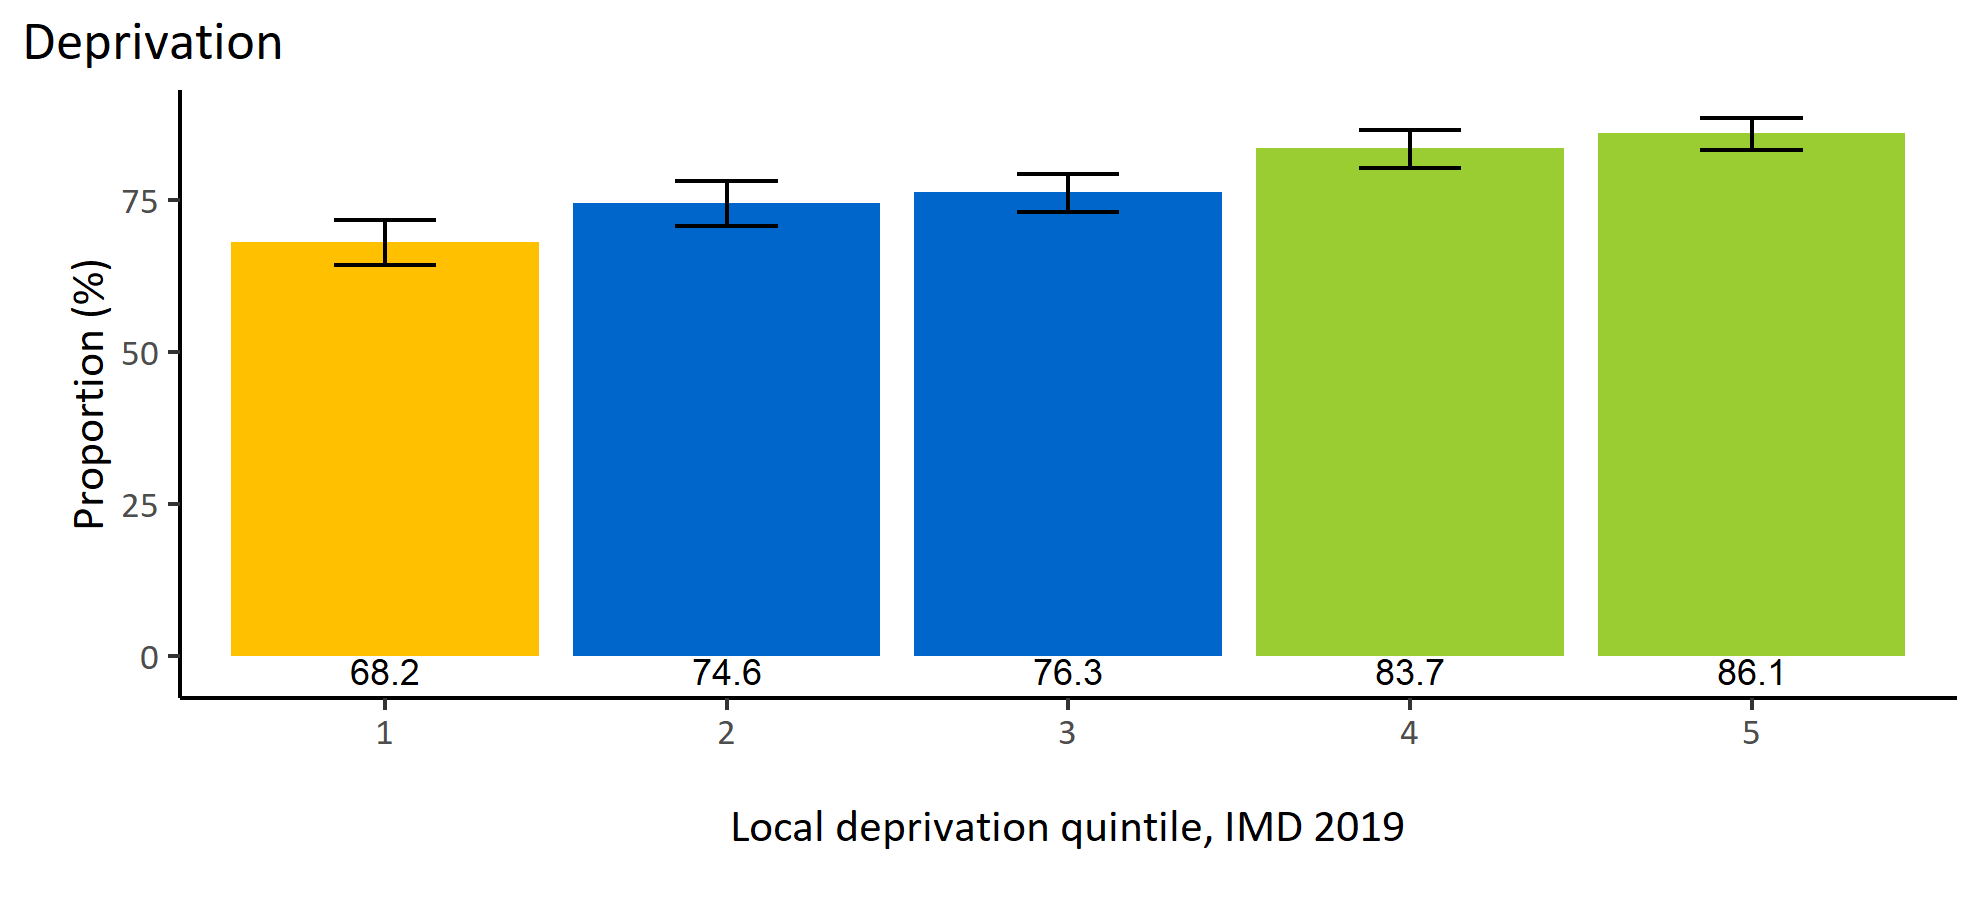 Deprivation
Proportion (%)
75
50
25
0
68.2 74.6 76.3 83.7 86.1
1 2 3 4 5
Local deprivation quintile, IMD 2019